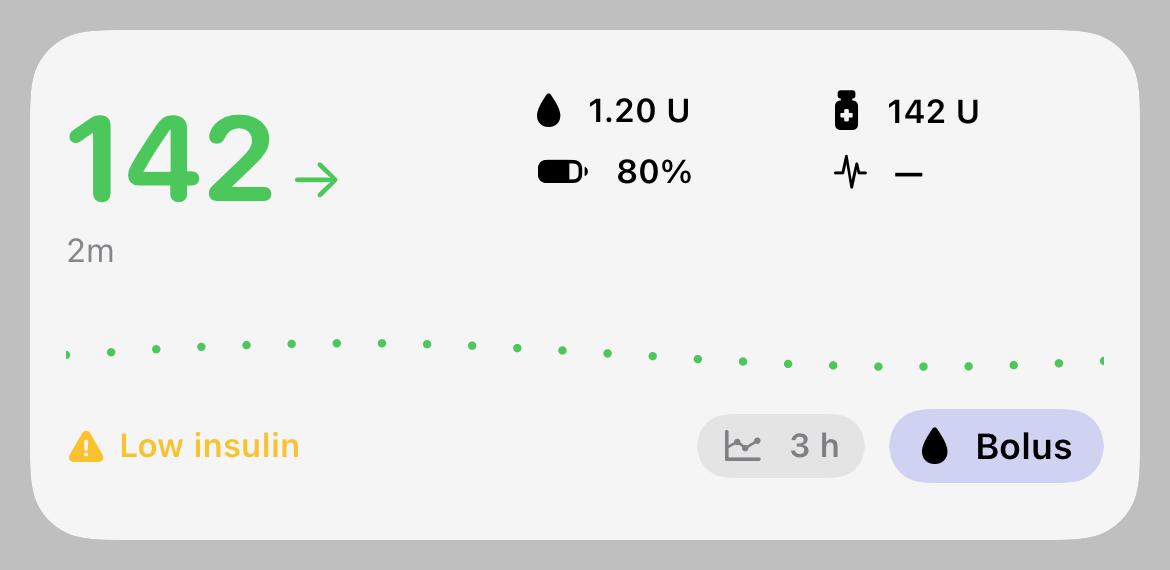 142 →
2m
1.20 U
142 U
80%
–
Low insulin
3 h
Bolus